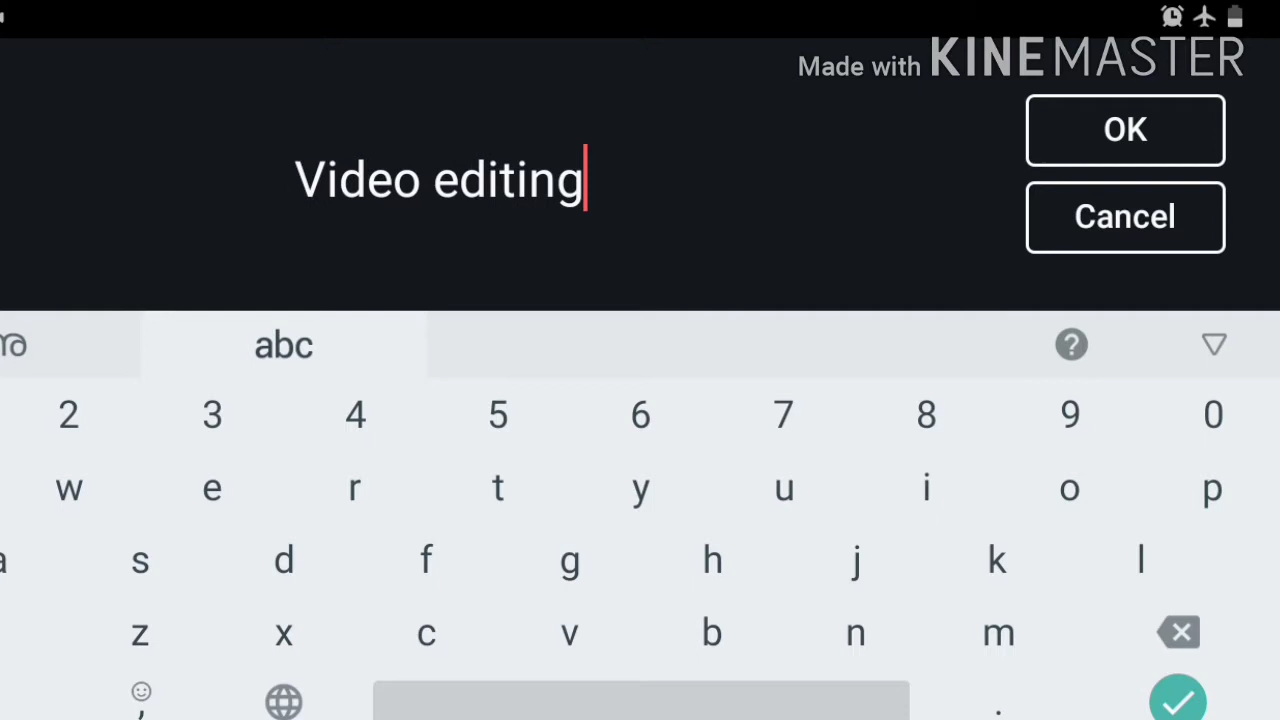 Made with KINEMASTER
OK
Video editing
Cancel
abc
2 3 4 5 6 7 8 9 0
w e r t y u i o p
a s d f g h j k l
z x c v b n m
, .